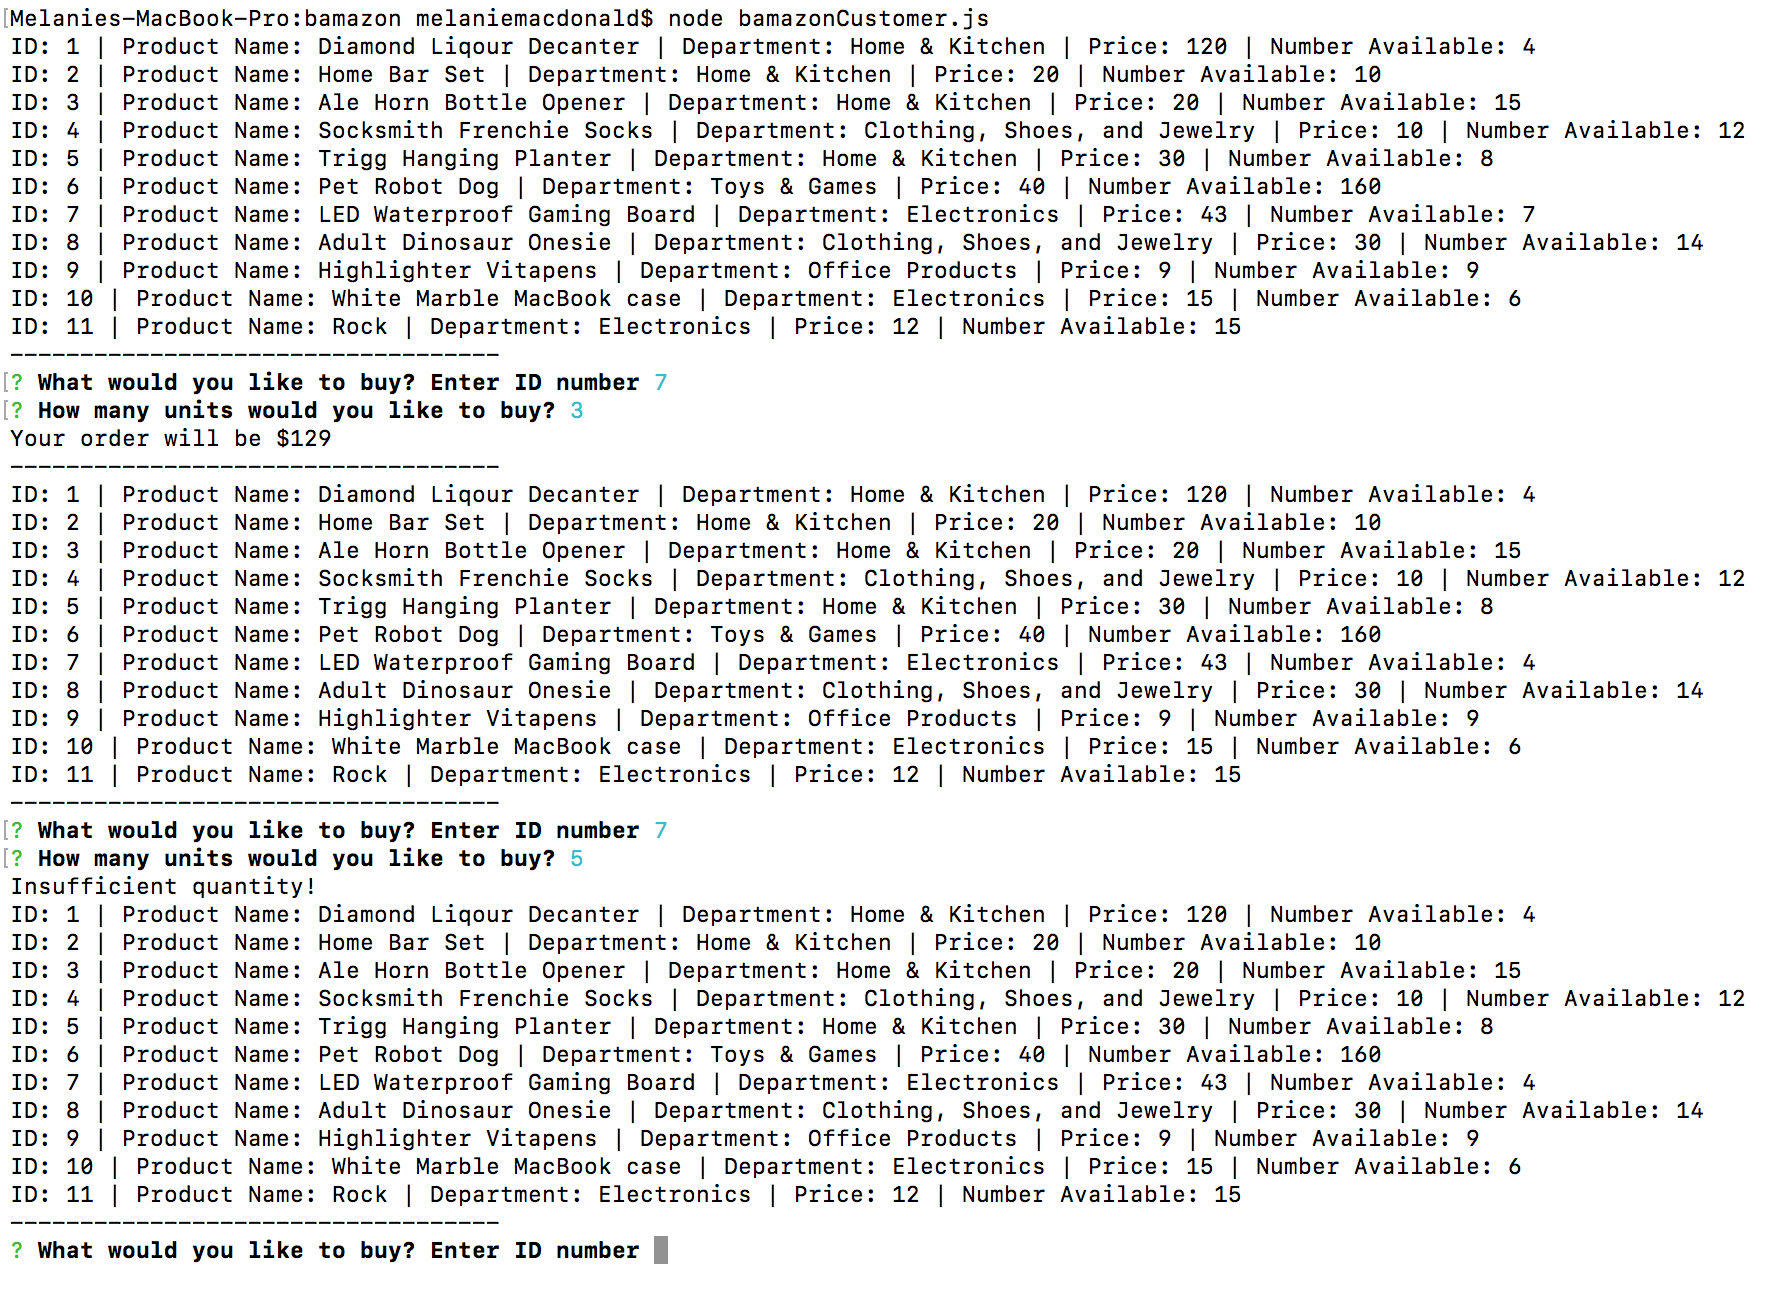 [Melanies-MacBook-Pro:bamazon melaniemacdonald$ node bamazonCustomer.js
ID: 1 | Product Name: Diamond Liqour Decanter | Department: Home & Kitchen | Price: 120 | Number Available: 4
ID: 2 | Product Name: Home Bar Set | Department: Home & Kitchen | Price: 20 | Number Available: 10
ID: 3 | Product Name: Ale Horn Bottle Opener | Department: Home & Kitchen | Price: 20 | Number Available: 15
ID: 4 | Product Name: Socksmith Frenchie Socks | Department: Clothing, Shoes, and Jewelry | Price: 10 | Number Available: 12
ID: 5 | Product Name: Trigg Hanging Planter | Department: Home & Kitchen | Price: 30 | Number Available: 8
ID: 6 | Product Name: Pet Robot Dog | Department: Toys & Games | Price: 40 | Number Available: 160
ID: 7 | Product Name: LED Waterproof Gaming Board | Department: Electronics | Price: 43 | Number Available: 7
ID: 8 | Product Name: Adult Dinosaur Onesie | Department: Clothing, Shoes, and Jewelry | Price: 30 | Number Available: 14
ID: 9 | Product Name: Highlighter Vitapens | Department: Office Products | Price: 9 | Number Available: 9
ID: 10 | Product Name: White Marble MacBook case | Department: Electronics | Price: 15 | Number Available: 6
ID: 11 | Product Name: Rock | Department: Electronics | Price: 12 | Number Available: 15
-----------------------------------
[? What would you like to buy? Enter ID number 7
[? How many units would you like to buy? 3
Your order will be $129
-----------------------------------
ID: 1 | Product Name: Diamond Liqour Decanter | Department: Home & Kitchen | Price: 120 | Number Available: 4
ID: 2 | Product Name: Home Bar Set | Department: Home & Kitchen | Price: 20 | Number Available: 10
ID: 3 | Product Name: Ale Horn Bottle Opener | Department: Home & Kitchen | Price: 20 | Number Available: 15
ID: 4 | Product Name: Socksmith Frenchie Socks | Department: Clothing, Shoes, and Jewelry | Price: 10 | Number Available: 12
ID: 5 | Product Name: Trigg Hanging Planter | Department: Home & Kitchen | Price: 30 | Number Available: 8
ID: 6 | Product Name: Pet Robot Dog | Department: Toys & Games | Price: 40 | Number Available: 160
ID: 7 | Product Name: LED Waterproof Gaming Board | Department: Electronics | Price: 43 | Number Available: 4
ID: 8 | Product Name: Adult Dinosaur Onesie | Department: Clothing, Shoes, and Jewelry | Price: 30 | Number Available: 14
ID: 9 | Product Name: Highlighter Vitapens | Department: Office Products | Price: 9 | Number Available: 9
ID: 10 | Product Name: White Marble MacBook case | Department: Electronics | Price: 15 | Number Available: 6
ID: 11 | Product Name: Rock | Department: Electronics | Price: 12 | Number Available: 15
-----------------------------------
[? What would you like to buy? Enter ID number 7
[? How many units would you like to buy? 5
Insufficient quantity!
ID: 1 | Product Name: Diamond Liqour Decanter | Department: Home & Kitchen | Price: 120 | Number Available: 4
ID: 2 | Product Name: Home Bar Set | Department: Home & Kitchen | Price: 20 | Number Available: 10
ID: 3 | Product Name: Ale Horn Bottle Opener | Department: Home & Kitchen | Price: 20 | Number Available: 15
ID: 4 | Product Name: Socksmith Frenchie Socks | Department: Clothing, Shoes, and Jewelry | Price: 10 | Number Available: 12
ID: 5 | Product Name: Trigg Hanging Planter | Department: Home & Kitchen | Price: 30 | Number Available: 8
ID: 6 | Product Name: Pet Robot Dog | Department: Toys & Games | Price: 40 | Number Available: 160
ID: 7 | Product Name: LED Waterproof Gaming Board | Department: Electronics | Price: 43 | Number Available: 4
ID: 8 | Product Name: Adult Dinosaur Onesie | Department: Clothing, Shoes, and Jewelry | Price: 30 | Number Available: 14
ID: 9 | Product Name: Highlighter Vitapens | Department: Office Products | Price: 9 | Number Available: 9
ID: 10 | Product Name: White Marble MacBook case | Department: Electronics | Price: 15 | Number Available: 6
ID: 11 | Product Name: Rock | Department: Electronics | Price: 12 | Number Available: 15
-----------------------------------
? What would you like to buy? Enter ID number